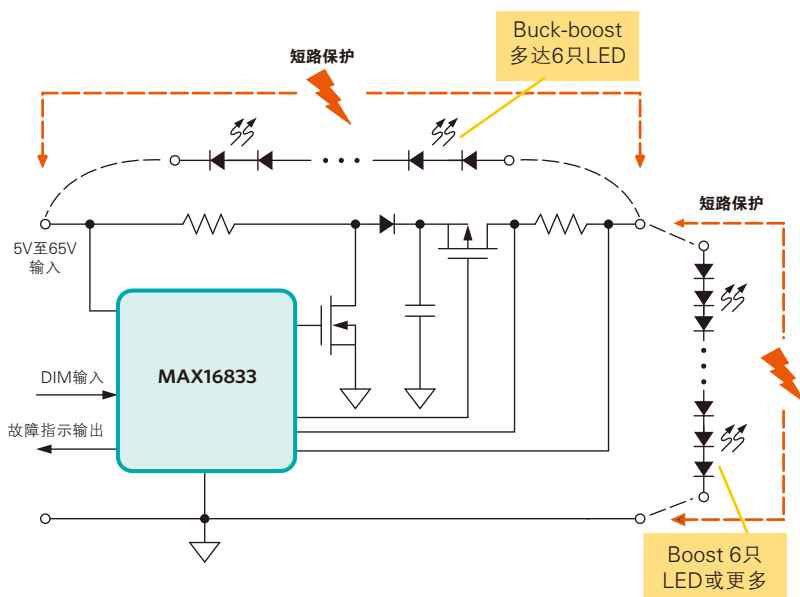 Buck-boost
多达6只LED
短路保护
短路保护
5V至65V
输入
MAX16833
DIM输入
故障指示输出
Boost 6只
LED或更多